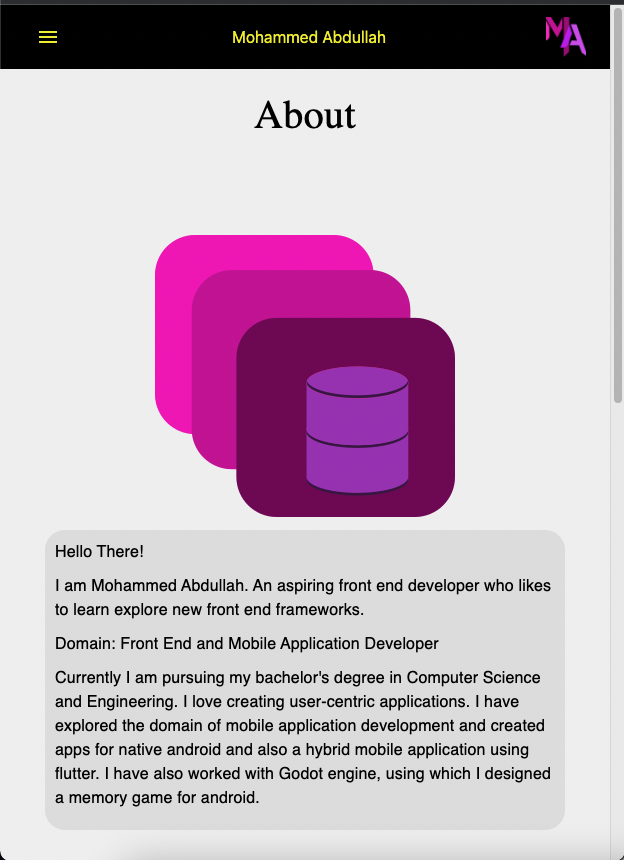 Mohammed Abdullah
MA
About
Hello There!
I am Mohammed Abdullah. An aspiring front end developer who likes
to learn explore new front end frameworks.
Domain: Front End and Mobile Application Developer
Currently I am pursuing my bachelor's degree in Computer Science
and Engineering. I love creating user-centric applications. I have
explored the domain of mobile application development and created
apps for native android and also a hybrid mobile application using
flutter. I have also worked with Godot engine, using which I designed
a memory game for android.